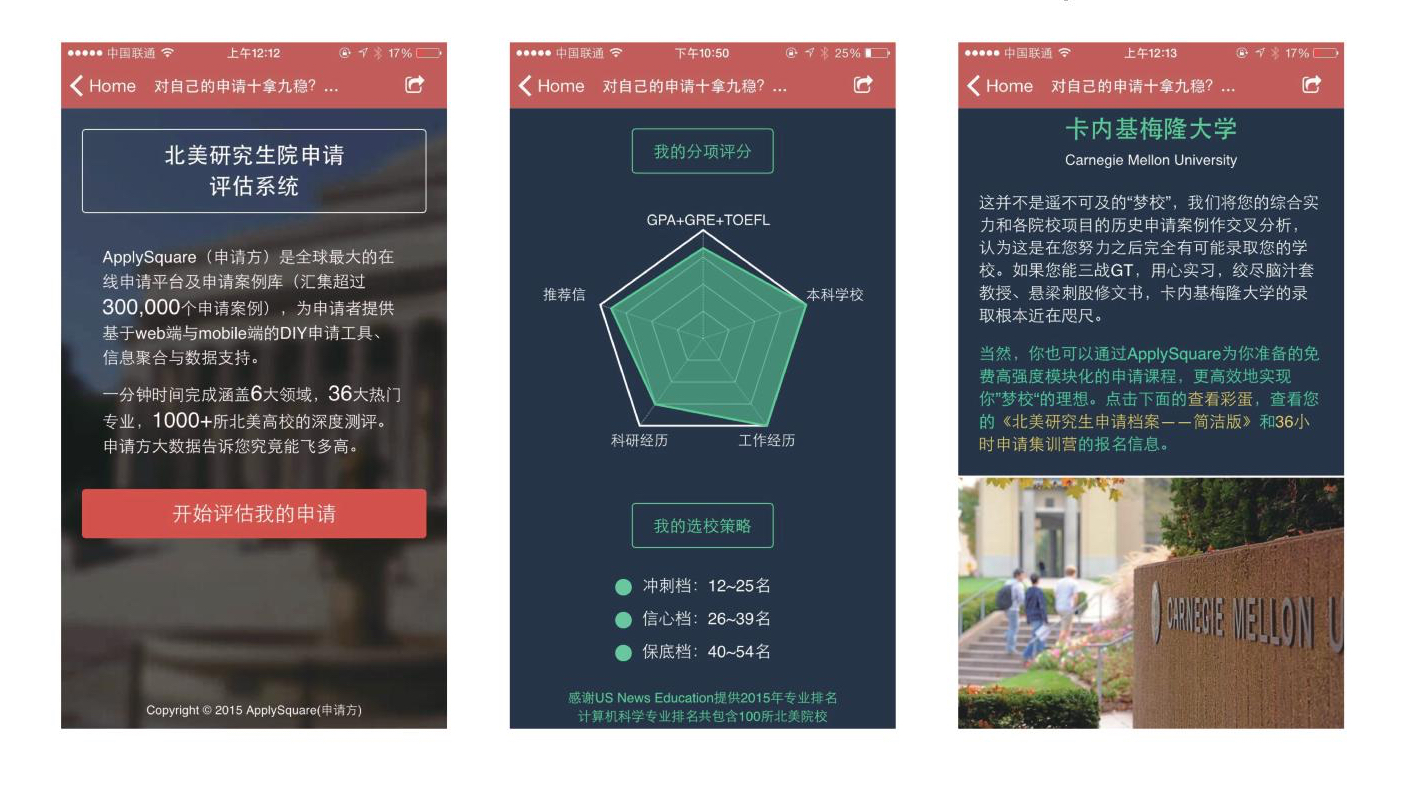 中国联通
上午12:12
17%
Home
对自己的申请十拿九稳？...
北美研究生院申请
评估系统
ApplySquare（申请方）是全球最大的在
线申请平台及申请案例库（汇集超过
300,000个申请案例），为申请者提供
基于web端与mobile端的DIY申请工具、
信息聚合与数据支持。
一分钟时间完成涵盖6大领域，36大热门
专业，1000+所北美高校的深度测评。
申请方大数据告诉您究竟能飞多高。
开始评估我的申请
Copyright © 2015 ApplySquare(申请方)
中国联通
下午10:50
25%
Home
对自己的申请十拿九稳？...
我的分项评分
GPA+GRE+TOEFL
推荐信
本科学校
科研经历
工作经历
我的选校策略
冲刺档：12~25名
信心档：26~39名
保底档：40~54名
感谢US News Education提供2015年专业排名
计算机科学专业排名共包含100所北美院校
中国联通
上午12:13
17%
Home
对自己的申请十拿九稳？...
卡内基梅隆大学
Carnegie Mellon University
这并不是遥不可及的“梦校”，我们将您的综合实
力和各院校项目的历史申请案例作交叉分析，
认为这是在您努力之后完全有可能录取您的学
校。如果您能三战GT，用心实习，绞尽脑汁套
教授、悬梁刺股修文书，卡内基梅隆大学的录
取根本近在咫尺。
当然，你也可以通过ApplySquare为你准备的免
费高强度模块化的申请课程，更高效地实现
你”梦校“的理想。点击下面的查看彩蛋，查看您
的《北美研究生申请档案——简洁版》和36小
时申请集训营的报名信息。
CARNEGIE MELLON U